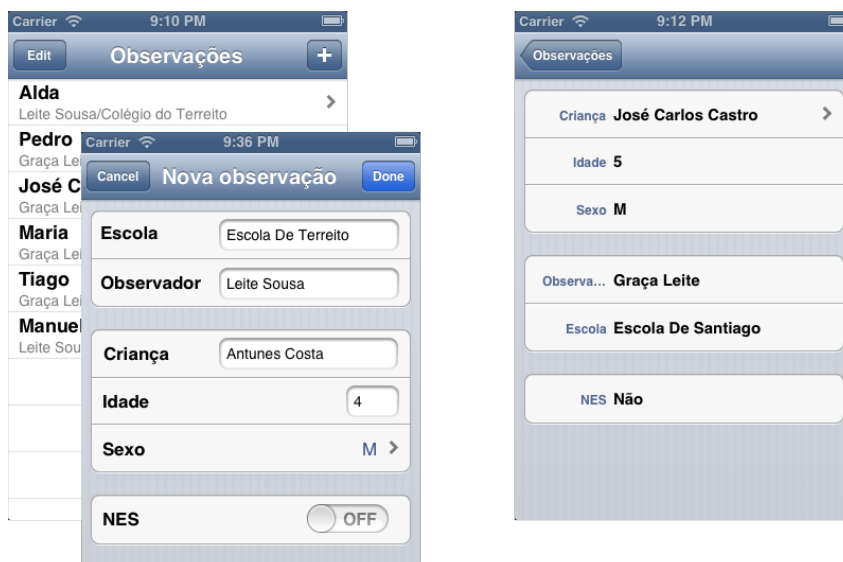 Carrier 9:10 PM
Edit Observações +
Alda
Leite Sousa/Colégio do Terreito
Pedro
Graça Lei
José C
Graça Lei
Maria
Graça Lei
Tiago
Graça Lei
Manuel
Leite Sou
Carrier 9:36 PM
Cancel Nova observação Done
Escola Escola De Terreito
Observador Leite Sousa
Criança Antunes Costa
Idade 4
Sexo M
NES OFF
Carrier 9:12 PM
Observações
Criança José Carlos Castro
Idade 5
Sexo M
Observa... Graça Leite
Escola Escola De Santiago
NES Não